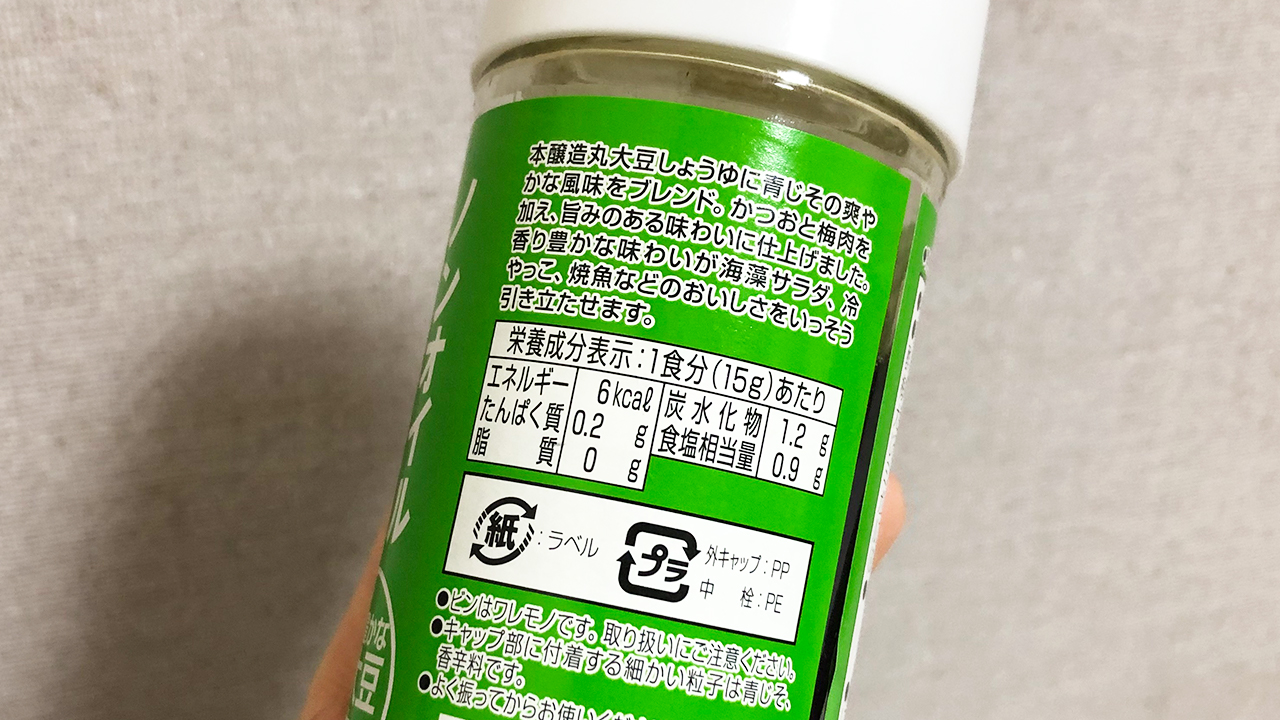 本醸造丸大豆しょうゆに青じその爽や
かな風味をブレンド。かつおと梅肉を
加え、旨みのある味わいに仕上げました。
香り豊かな味わいが海藻サラダ、冷
やっこ、焼魚などのおいしさをいっそう
引き立たせます。
栄養成分表示:1食分(15g)あたり
エネルギー 6kcal 炭水化物 1.2g
たんぱく質 0.2g 食塩相当量 0.9g
脂質 0g
紙:ラベル
プラ 外キャップ:PP
中栓:PE
●ビンはワレモノです。取り扱いにご注意ください。
●キャップ部に付着する細かい粒子は青じそ、
香辛料です。
●よく振ってからお使いくだ
ノンオイル
かな
豆